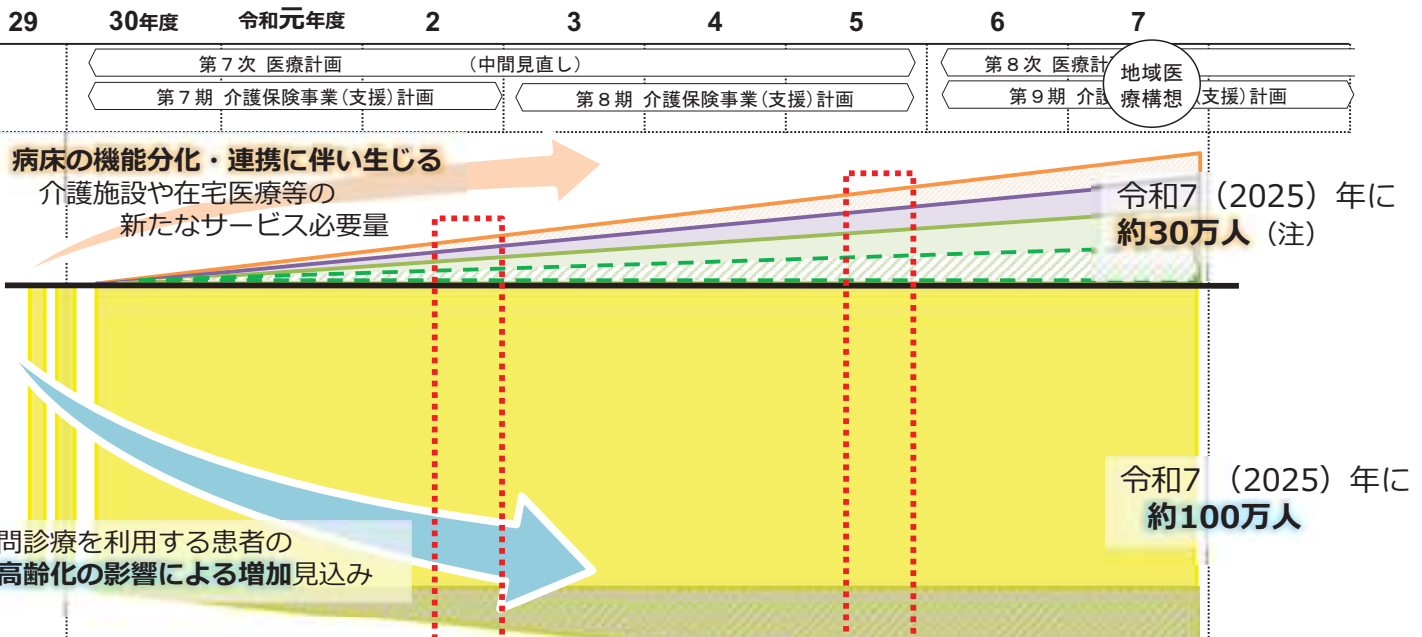 29 30年度 令和元年度 2 3 4 5 6 7
第７次 医療計画 （中間見直し） 第８次 医療計
地域医療構想
第７期 介護保険事業（支援）計画 第８期 介護保険事業（支援）計画 第９期 介護 （支援）計画
病床の機能分化・連携に伴い生じる
介護施設や在宅医療等の
新たなサービス必要量
令和7（2025）年に
約30万人（注）
令和7 （2025）年に
約100万人
問診療を利用する患者の
高齢化の影響による増加見込み